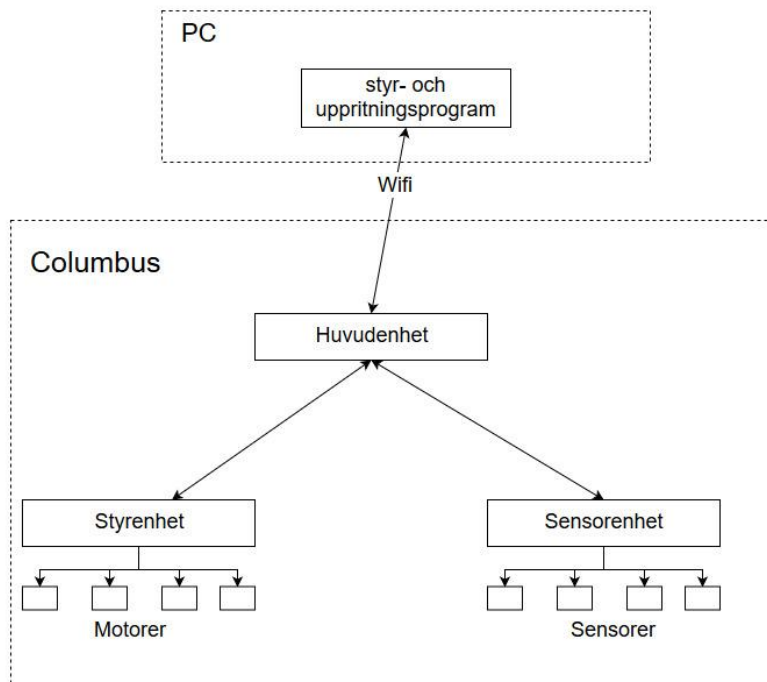 PC
styr- och
uppritningsprogram
Wifi
Columbus
Huvudenhet
Styrenhet
Sensorenhet
Motorer
Sensorer